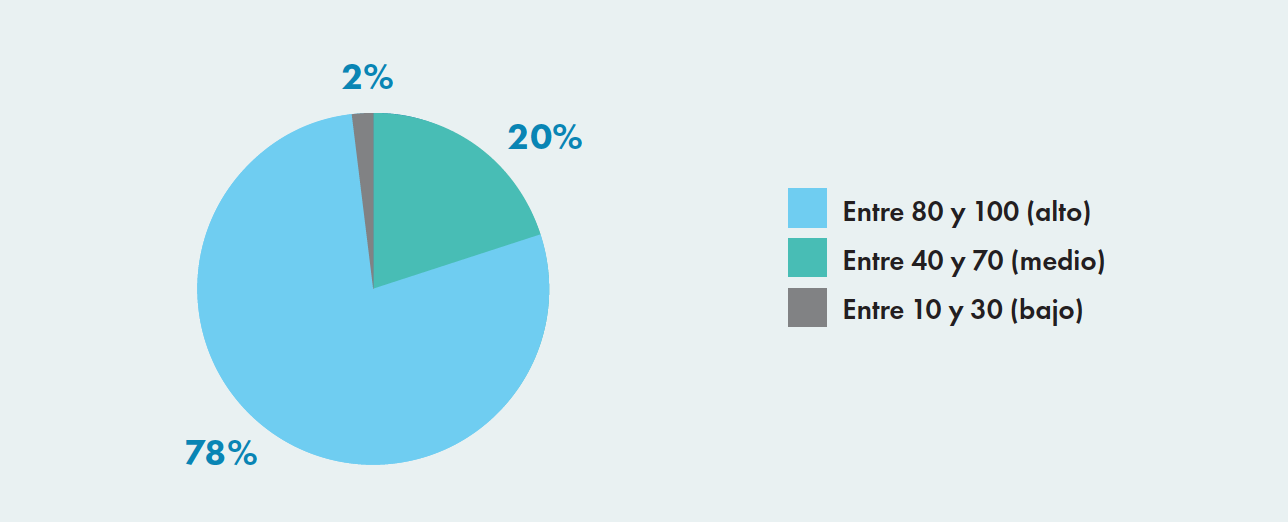 2%
20%
78%
Entre 80 y 100 (alto)
Entre 40 y 70 (medio)
Entre 10 y 30 (bajo)